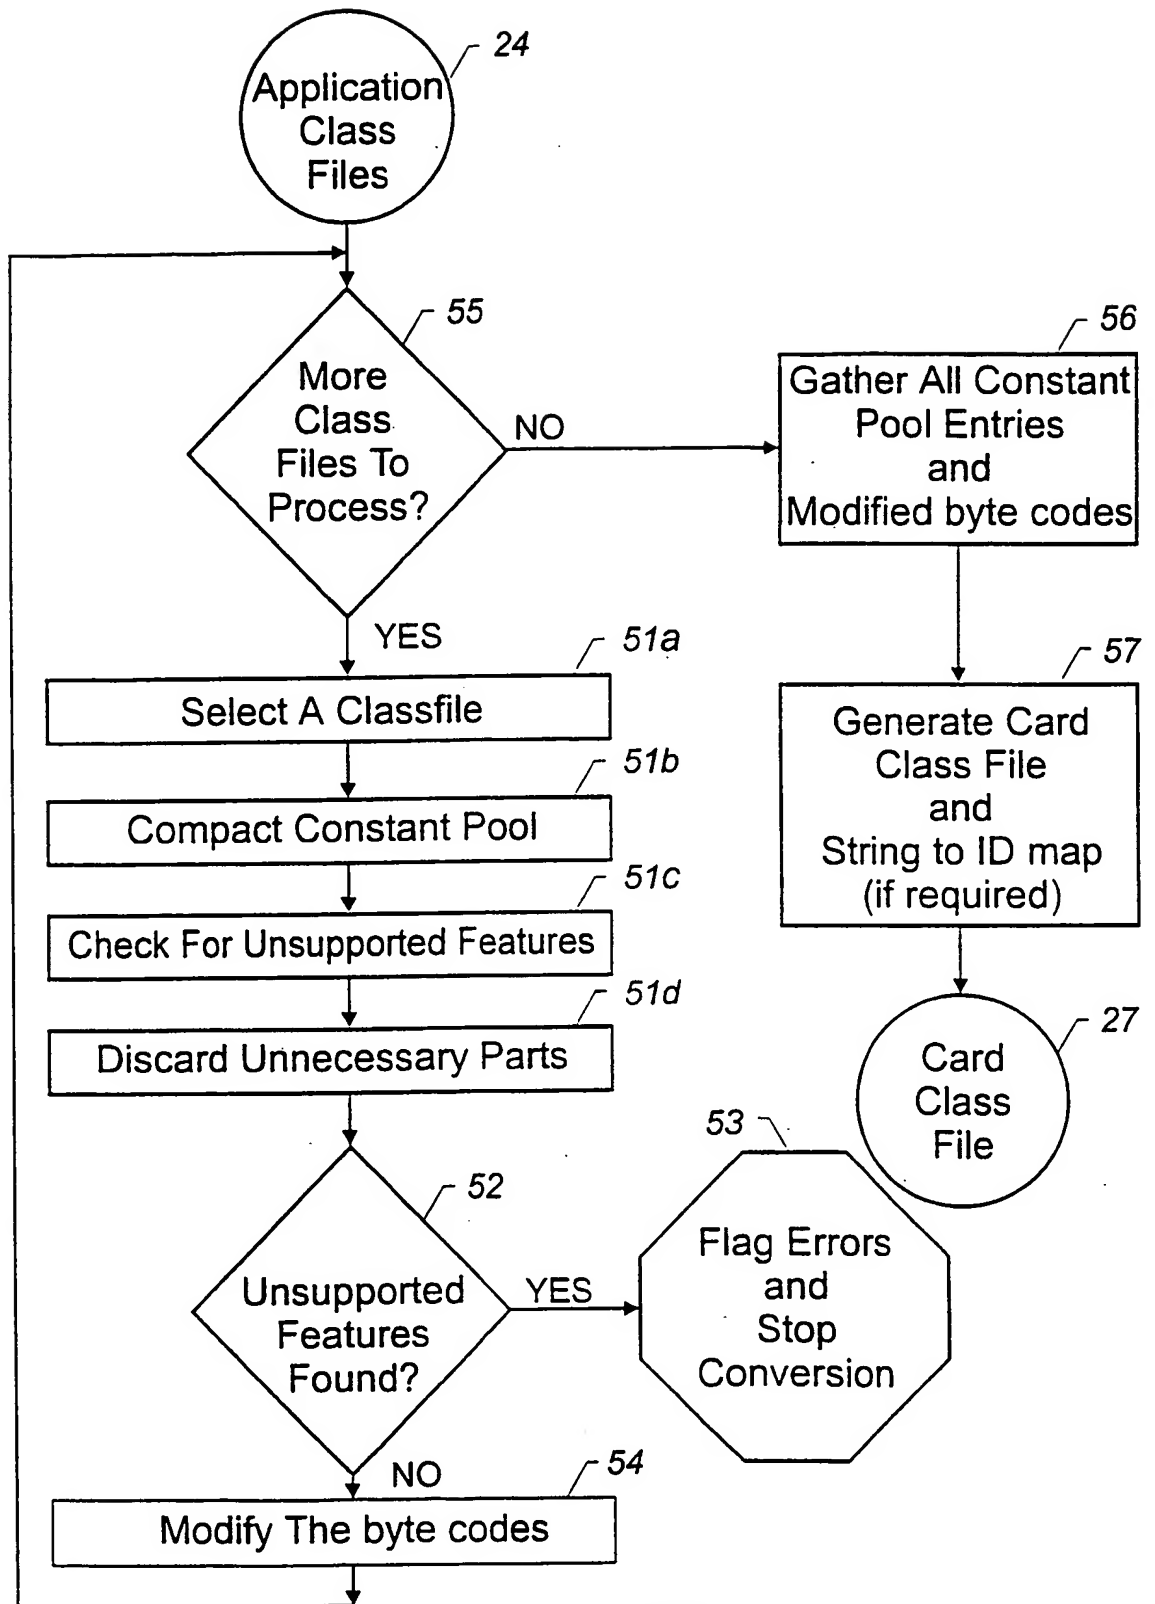 24
Application
Class
Files
55
More
Class
Files To
Process?
NO
56
Gather All Constant
Pool Entries
and
Modified byte codes
YES
51a
Select A Classfile
57
Generate Card
Class File
and
String to ID map
(if required)
51b
Compact Constant Pool
51c
Check For Unsupported Features
51d
Discard Unnecessary Parts
27
Card
Class
File
52
Unsupported
Features
Found?
YES
53
Flag Errors
and
Stop
Conversion
NO
54
Modify The byte codes